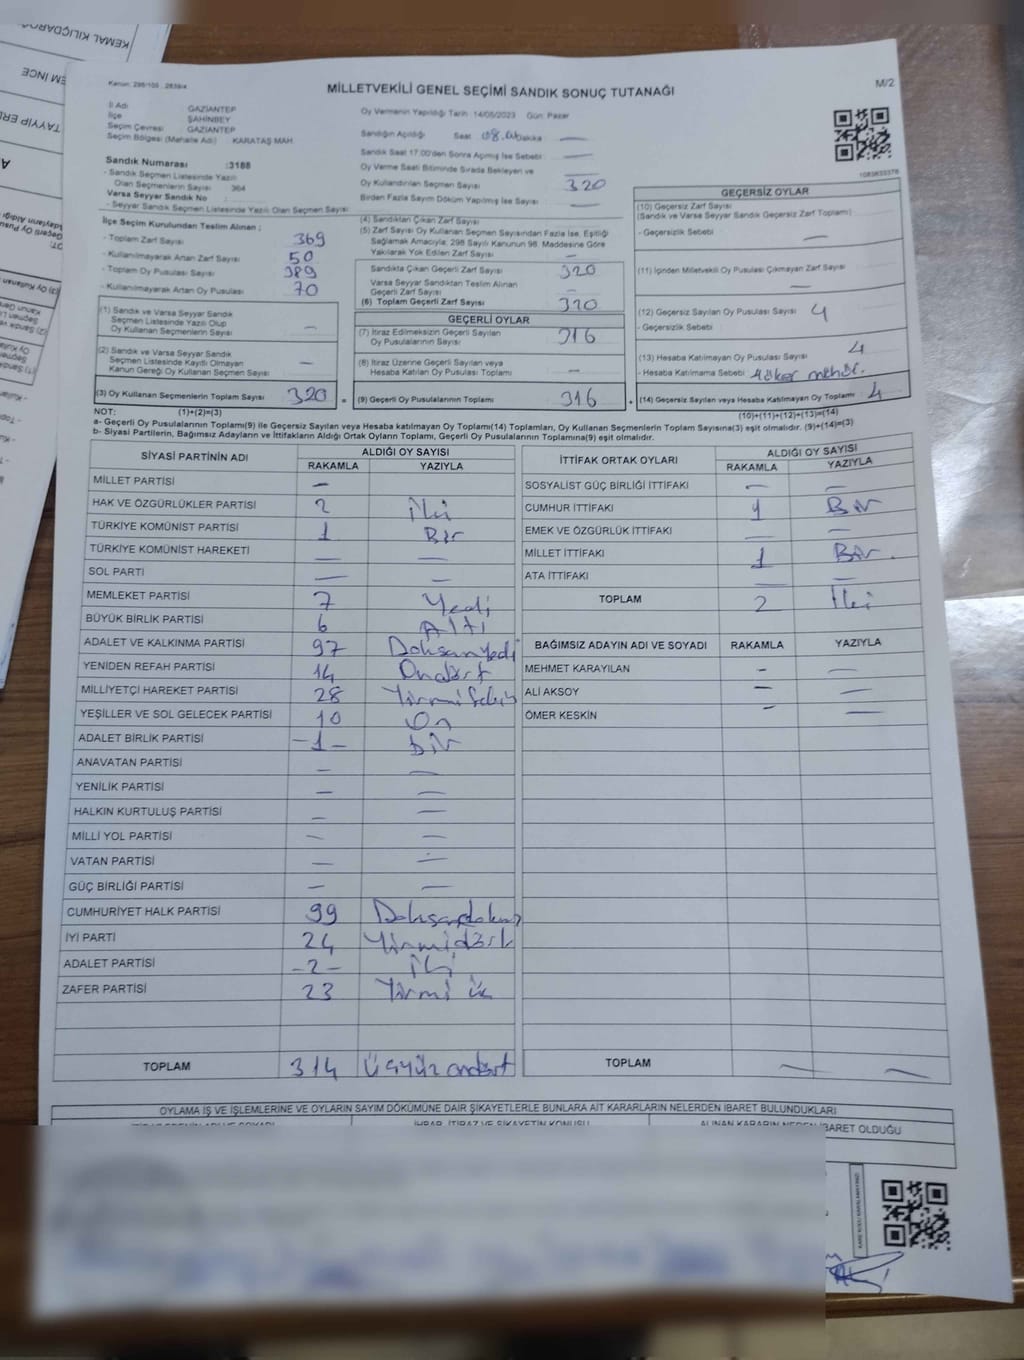 KEMAL KILIÇDAROĞ
TAYYİP ER
Kanun: 298/105 , 2839/4
MİLLETVEKİLİ GENEL SEÇİMİ SANDIK SONUÇ TUTANAĞI
M/2
İl Adı GAZİANTEP
İlçe ŞAHİNBEY
Seçim Çevresi GAZİANTEP
Seçim Bölgesi (Mahalle Adı) KARATAŞ MAH.
Sandık Numarası :3188
- Sandık Seçmen Listesinde Yazılı
Olan Seçmenlerin Sayısı 364
Varsa Seyyar Sandık No :
- Seyyar Sandık Seçmen Listesinde Yazılı Olan Seçmen Sayısı
İlçe Seçim Kurulundan Teslim Alınan ;
- Toplam Zarf Sayısı 369
- Kullanılmayarak Artan Zarf Sayısı 50
- Toplam Oy Pusulası Sayısı 389
- Kullanılmayarak Artan Oy Pusulası 70
Oy Vermenin Yapıldığı Tarih 14/05/2023 Gün: Pazar
Sandığın Açıldığı Saat 08.00 Dakika —
Sandık Saat 17.00'den Sonra Açılmış İse Sebebi —
Oy Verme Saati Bitiminde Sırada Bekleyen ve —
Oy Kullandırılan Seçmen Sayısı 320
Birden Fazla Sayım Döküm Yapılmış İse Sayısı —
(4) Sandıktan Çıkan Zarf Sayısı
(5) Zarf Sayısı Oy Kullanan Seçmen Sayısından Fazla İse, Eşitliği
Sağlamak Amacıyla; 298 Sayılı Kanunun 98. Maddesine Göre
Yakılarak Yok Edilen Zarf Sayısı —
Sandıkta Çıkan Geçerli Zarf Sayısı 320
Varsa Seyyar Sandıktan Teslim Alınan
Geçerli Zarf Sayısı —
(6) Toplam Geçerli Zarf Sayısı 320
1083633378
GEÇERSİZ OYLAR
(10) Geçersiz Zarf Sayısı
(Sandık ve Varsa Seyyar Sandık Geçersiz Zarf Toplamı)
- Geçersizlik Sebebi —
(11) İçinden Milletvekili Oy Pusulası Çıkmayan Zarf Sayısı
—
(12) Geçersiz Sayılan Oy Pusulası Sayısı 4
- Geçersizlik Sebebi
(13) Hesaba Katılmayan Oy Pusulası Sayısı 4
- Hesaba Katılmama Sebebi
(14) Geçersiz Sayılan veya Hesaba Katılmayan Oy Toplamı 4
(10)+(11)+(12)+(13)=(14)
(1) Sandık ve Varsa Seyyar Sandık
Seçmen Listesinde Yazılı Olup
Oy Kullanan Seçmenlerin Sayısı —
(2) Sandık ve Varsa Seyyar Sandık
Seçmen Listesinde Kayıtlı Olmayan
Kanun Gereği Oy Kullanan Seçmen Sayısı —
(3) Oy Kullanan Seçmenlerin Toplam Sayısı 320 =
GEÇERLİ OYLAR
(7) İtiraz Edilmeksizin Geçerli Sayılan
Oy Pusulalarının Sayısı 316
(8) İtiraz Üzerine Geçerli Sayılan veya
Hesaba Katılan Oy Pusulası Toplamı —
(9) Geçerli Oy Pusulalarının Toplamı 316 +
NOT: (1)+(2)=(3)
a- Geçerli Oy Pusulalarının Toplamı(9) ile Geçersiz Sayılan veya Hesaba katılmayan Oy Toplamı(14) Toplamları, Oy Kullanan Seçmenlerin Toplam Sayısına(3) eşit olmalıdır. (9)+(14)=(3)
b- Siyasi Partilerin, Bağımsız Adayların ve İttifakların Aldığı Ortak Oyların Toplamı, Geçerli Oy Pusulalarının Toplamına(9) eşit olmalıdır.
SİYASİ PARTİNİN ADI ALDIĞI OY SAYISI
RAKAMLA YAZIYLA
MİLLET PARTİSİ —
HAK VE ÖZGÜRLÜKLER PARTİSİ 2 İki
TÜRKİYE KOMÜNİST PARTİSİ 1 Bir
TÜRKİYE KOMÜNİST HAREKETİ — —
SOL PARTİ — —
MEMLEKET PARTİSİ 7 Yedi
BÜYÜK BİRLİK PARTİSİ 6 Altı
ADALET VE KALKINMA PARTİSİ 97 Doksanyedi
YENİDEN REFAH PARTİSİ 14 Ondört
MİLLİYETÇİ HAREKET PARTİSİ 28 Yirmisekiz
YEŞİLLER VE SOL GELECEK PARTİSİ 10 On
ADALET BİRLİK PARTİSİ -1- bir
ANAVATAN PARTİSİ — —
YENİLİK PARTİSİ — —
HALKIN KURTULUŞ PARTİSİ — —
MİLLİ YOL PARTİSİ — —
VATAN PARTİSİ — —
GÜÇ BİRLİĞİ PARTİSİ — —
CUMHURİYET HALK PARTİSİ 99 Doksandokuz
İYİ PARTİ 24 Yirmidört
ADALET PARTİSİ -2- İki
ZAFER PARTİSİ 23 Yirmi üç
TOPLAM 314 Üçyüz ondört
İTTİFAK ORTAK OYLARI ALDIĞI OY SAYISI
RAKAMLA YAZIYLA
SOSYALİST GÜÇ BİRLİĞİ İTTİFAKI — —
CUMHUR İTTİFAKI 1 Bir
EMEK VE ÖZGÜRLÜK İTTİFAKI — —
MİLLET İTTİFAKI 1 Bir.
ATA İTTİFAKI — —
TOPLAM 2 İki
BAĞIMSIZ ADAYIN ADI VE SOYADI RAKAMLA YAZIYLA
MEHMET KARAYILAN — —
ALİ AKSOY — —
ÖMER KESKİN — —
TOPLAM — —
OYLAMA İŞ VE İŞLEMLERİNE VE OYLARIN SAYIM DÖKÜMÜNE DAİR ŞİKAYETLERLE BUNLARA AİT KARARLARIN NELERDEN İBARET BULUNDUKLARI
İHBAR, İTİRAZ VE ŞİKAYETİN KONUSU
ALINAN KARARIN NEDEN İBARET OLDUĞU